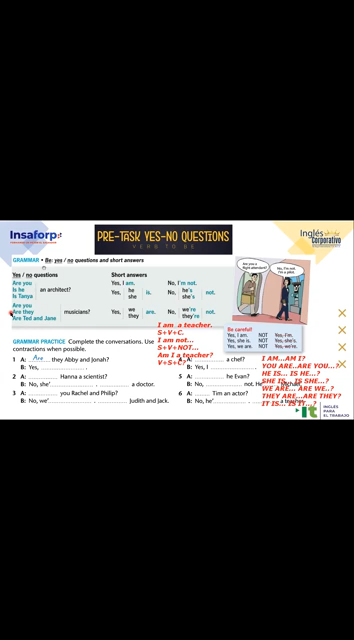 Insaforp
PRE-TASK YES-NO QUESTIONS
VERB TO BE
Inglés
Corporativo
GRAMMAR • Be: yes / no questions and short answers
Yes / no questions
Short answers
Are you
Is he
Is Tanya
an architect?
Yes, I am.
Yes, he she is.
No, I'm not.
No, he's she's not.
Are you
Are they
Are Ted and Jane
musicians?
Yes, we they are.
No, we're they're not.
Are you a flight attendant?
No, I'm not. I'm a pilot.
Be careful!
Yes, I am. NOT Yes, I'm.
Yes, she is. NOT Yes, she's.
Yes, we are. NOT Yes, we're.
I am a teacher.
S+V+C.
I am not...
S+V+NOT...
Am I a teacher?
V+S+C?
GRAMMAR PRACTICE Complete the conversations. Use
contractions when possible.
1 A: Are they Abby and Jonah?
B: Yes,
2 A: Hanna a scientist?
B: No, she' . a doctor.
3 A: you Rachel and Philip?
B: No, we' . Judith and Jack.
A: a chef?
B: Yes, I
5 A: he Evan?
B: No, not. He Michael.
6 A: Tim an actor?
B: No, he' . a teacher.
I AM...AM I?
YOU ARE..ARE YOU...?
HE IS... IS HE...?
SHE IS... IS SHE...?
WE ARE... ARE WE..?
THEY ARE...ARE THEY?
IT IS... IS IT...?
It
INGLÉS
PARA
EL TRABAJO